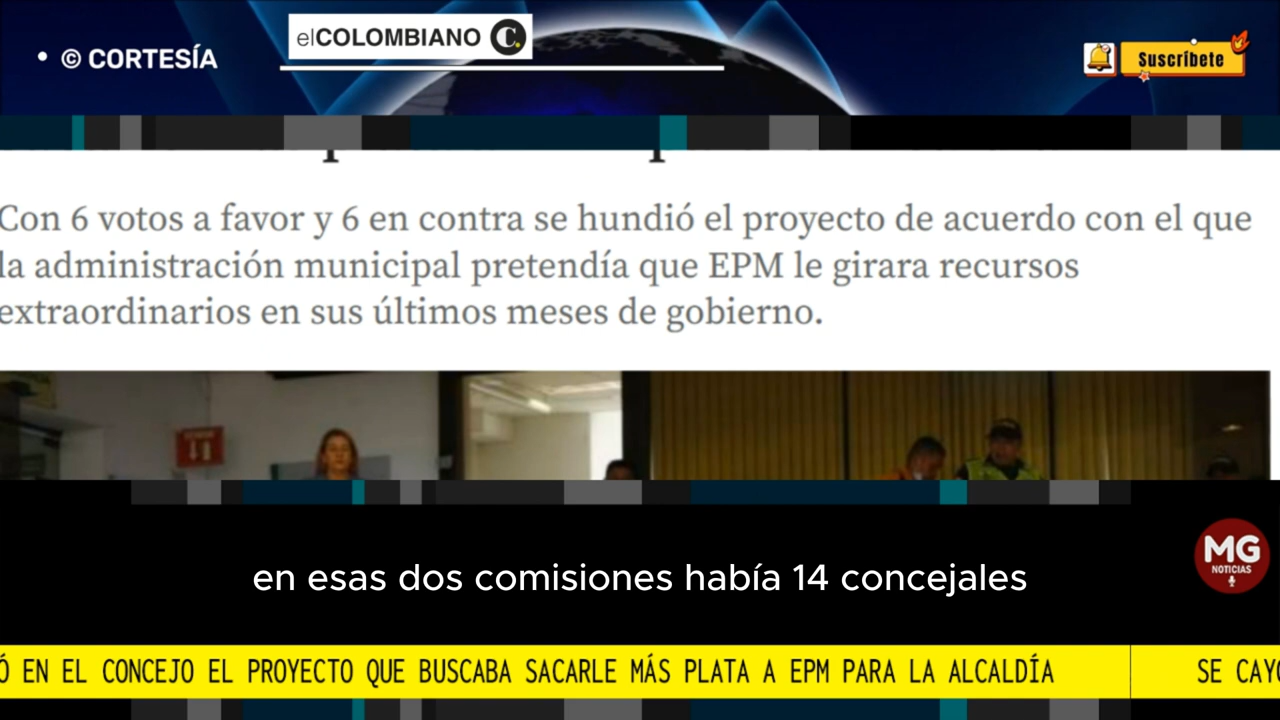 • © CORTESÍA
elCOLOMBIANO C.
Suscríbete
Con 6 votos a favor y 6 en contra se hundió el proyecto de acuerdo con el que
la administración municipal pretendía que EPM le girara recursos
extraordinarios en sus últimos meses de gobierno.
en esas dos comisiones había 14 concejales
MG
NOTICIAS
Ó EN EL CONCEJO EL PROYECTO QUE BUSCABA SACARLE MÁS PLATA A EPM PARA LA ALCALDÍA
SE CAYÓ